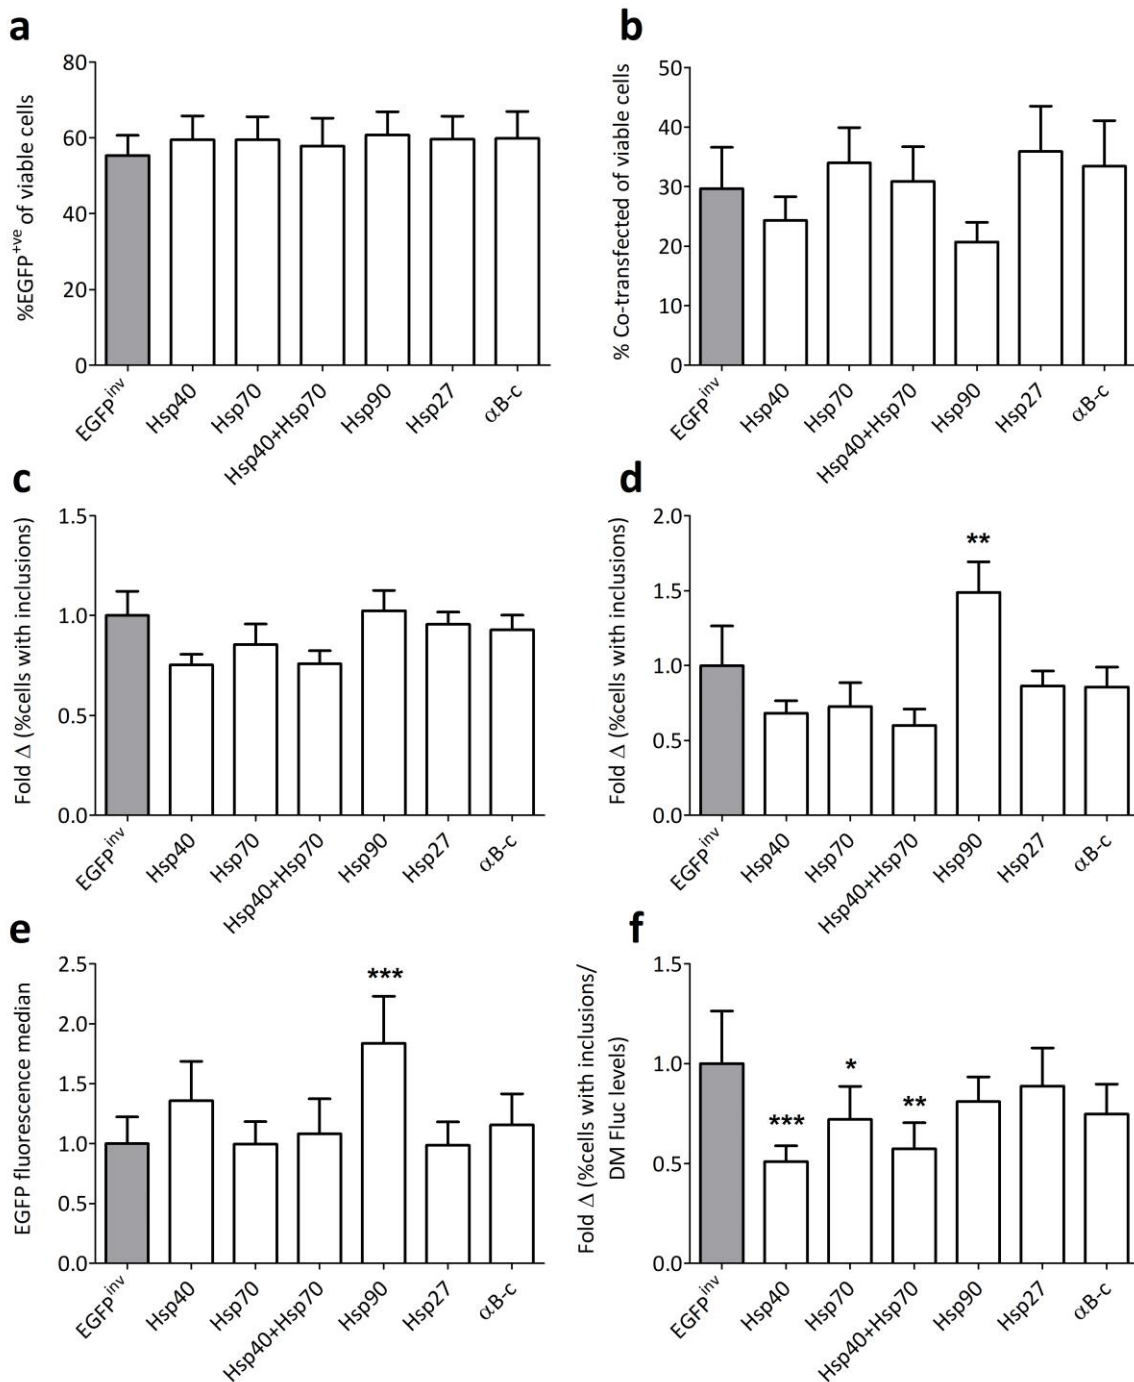 a
%EGFP+ve of viable cells
80
60
40
20
0
EGFPinv
Hsp40
Hsp70
Hsp40+Hsp70
Hsp90
Hsp27
αB-c
b
% Co-transfected of viable cells
50
40
30
20
10
0
EGFPinv
Hsp40
Hsp70
Hsp40+Hsp70
Hsp90
Hsp27
αB-c
c
Fold Δ (%cells with inclusions)
1.5
1.0
0.5
0.0
EGFPinv
Hsp40
Hsp70
Hsp40+Hsp70
Hsp90
Hsp27
αB-c
d
Fold Δ (%cells with inclusions)
2.0
1.5
1.0
0.5
0.0
**
EGFPinv
Hsp40
Hsp70
Hsp40+Hsp70
Hsp90
Hsp27
αB-c
e
EGFP fluorescence median
2.5
2.0
1.5
1.0
0.5
0.0
***
EGFPinv
Hsp40
Hsp70
Hsp40+Hsp70
Hsp90
Hsp27
αB-c
f
Fold Δ (%cells with inclusions/
DM Fluc levels)
1.5
1.0
0.5
0.0
***
*
**
EGFPinv
Hsp40
Hsp70
Hsp40+Hsp70
Hsp90
Hsp27
αB-c